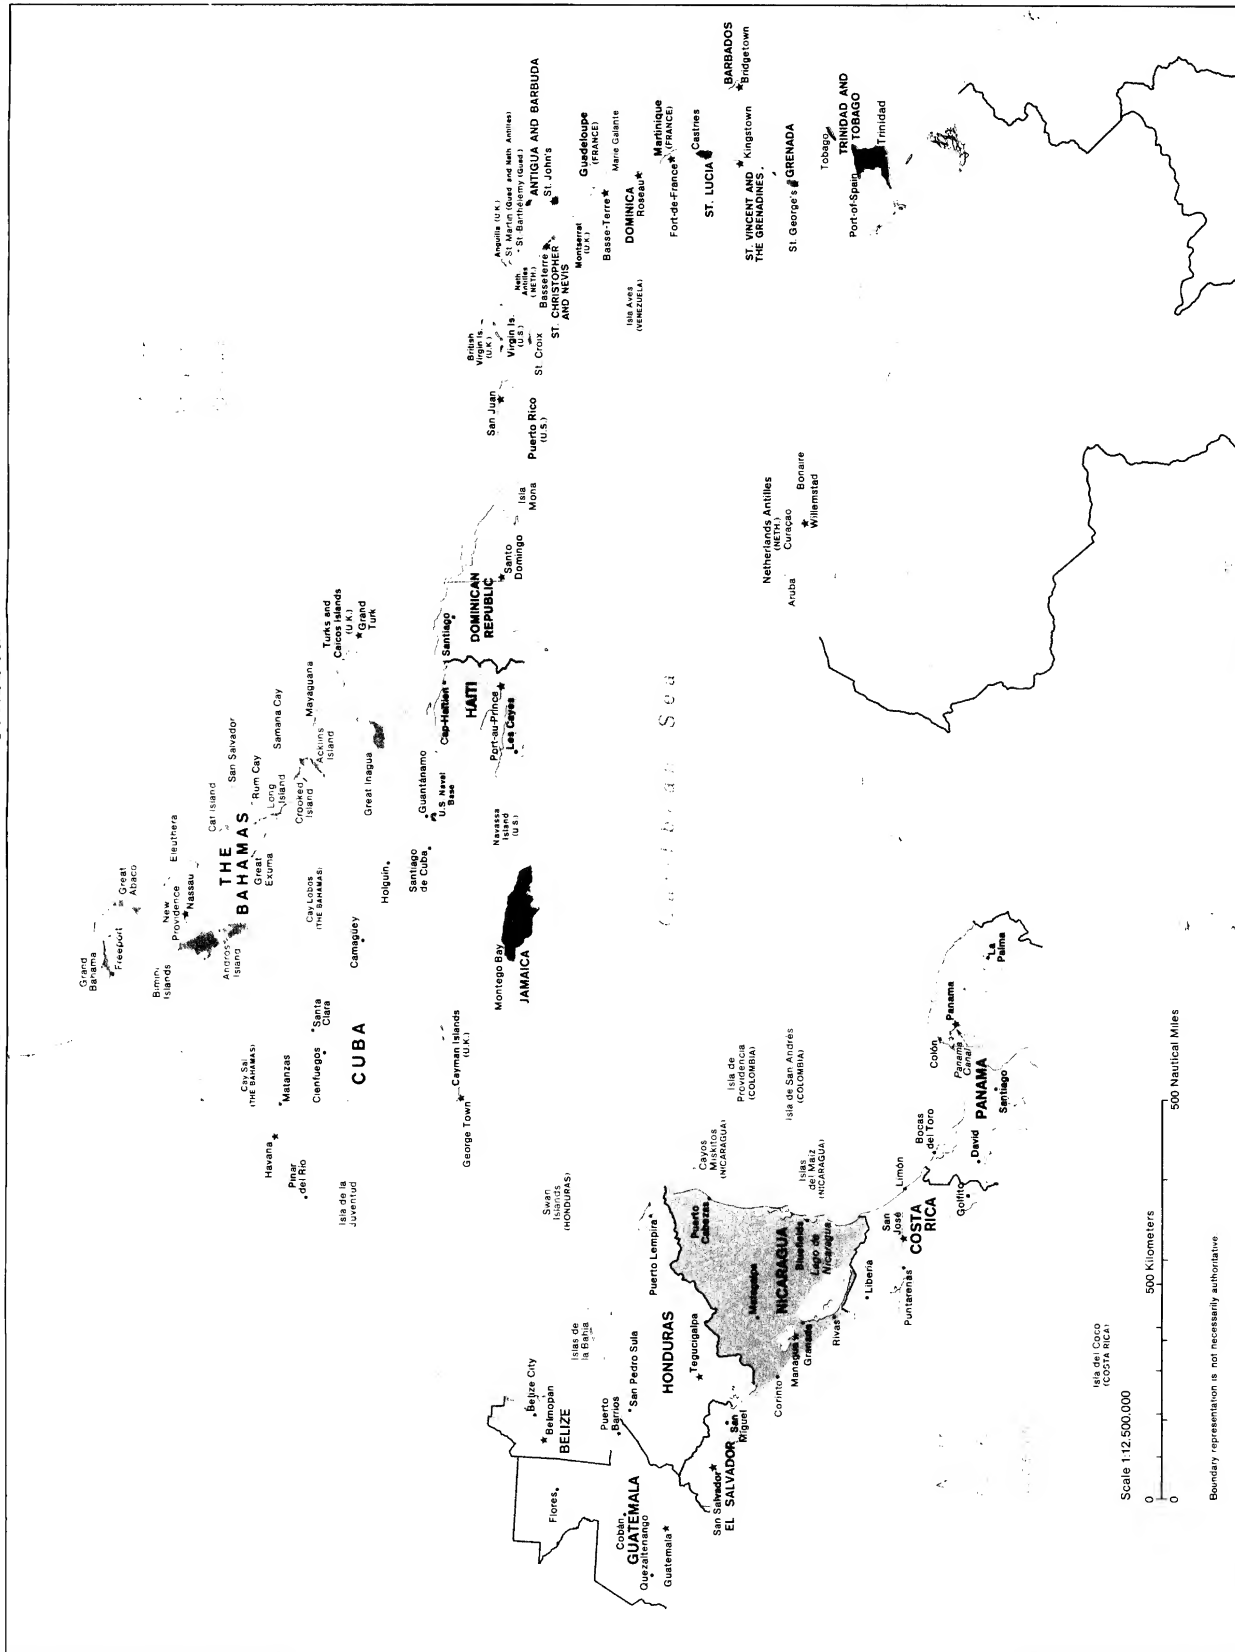 Grand
Bahama
Freeport
Great
Abaco
Bimini
Islands
New
Providence
Nassau
Eleuthera
Cat Island
San Salvador
THE
BAHAMAS
Andros
Island
Great
Exuma
Rum Cay
Long
Island
Samana Cay
Crooked
Island
Acklins
Island
Mayaguana
Cay Sal
(THE BAHAMAS)
Cay Lobos
(THE BAHAMAS)
Great Inagua
Turks and
Caicos Islands
(U.K.)
Grand
Turk
Havana
Matanzas
Pinar
del Rio
Cienfuegos
Santa
Clara
Isla de la
Juventud
CUBA
Camaguey
Holguin
Santiago
de Cuba
Guantánamo
U.S. Naval
Base
Cayman Islands
(U.K.)
George Town
Montego Bay
JAMAICA
Navassa
Island
(U.S.)
Cap-Haïtien
HAITI
Port-au-Prince
Les Cayes
Santiago
DOMINICAN
REPUBLIC
Santo
Domingo
Isla
Mona
San Juan
Puerto Rico
(U.S.)
British
Virgin Is.
(U.K.)
Virgin Is.
(U.S.)
St. Croix
Anguilla (U.K.)
St. Martin (Guad and Neth Antilles)
St. Barthélemy (Guad.)
Neth
Antilles
(NETH.)
Basseterre
ST. CHRISTOPHER
AND NEVIS
ANTIGUA AND BARBUDA
St. John's
Montserrat
(U.K.)
Guadeloupe
(FRANCE)
Basse-Terre
Marie Galante
DOMINICA
Roseau
Isla Aves
(VENEZUELA)
Martinique
(FRANCE)
Fort-de-France
ST. LUCIA
Castries
BARBADOS
Bridgetown
ST. VINCENT AND
THE GRENADINES
Kingstown
St. George's
GRENADA
Tobago
TRINIDAD AND
TOBAGO
Port-of-Spain
Trinidad
Netherlands Antilles
(NETH.)
Aruba
Curaçao
Bonaire
Willemstad
Caribbean Sea
Swan
Islands
(HONDURAS)
Belize City
Belmopan
BELIZE
Flores
Islas de
la Bahia
Puerto
Barrios
San Pedro Sula
Cobán
GUATEMALA
Quezaltenango
Guatemala
HONDURAS
Puerto Lempira
Tegucigalpa
San Salvador
EL SALVADOR
San
Miguel
Puerto
Cabezas
Cayos
Miskitos
(NICARAGUA)
Matagalpa
NICARAGUA
Corinto
Managua
Granada
Bluefields
Lago de
Nicaragua
Rivas
Islas
del Maiz
(NICARAGUA)
Isla de
Providencia
(COLOMBIA)
Isla de San Andrés
(COLOMBIA)
Liberia
Puntarenas
San
José
Limón
COSTA
RICA
Golfito
Bocas
del Toro
David
Colón
Panama
Panama
Canal
PANAMA
Santiago
La
Palma
Isla del Coco
(COSTA RICA)
Scale 1:12,500,000
0 500 Kilometers
0 500 Nautical Miles
Boundary representation is not necessarily authoritative